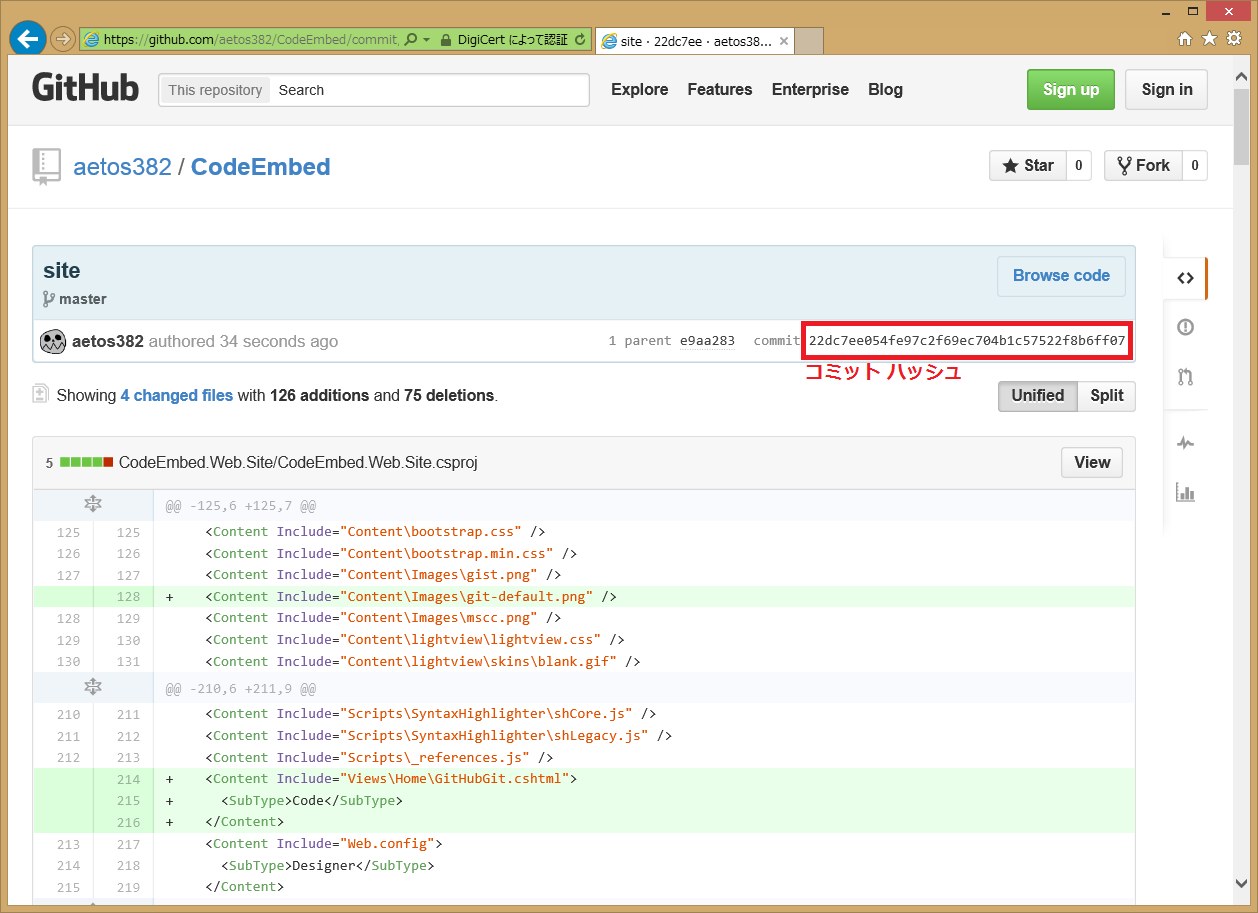 https://github.com/aetos382/CodeEmbed/commit, DigiCert によって認証 site · 22dc7ee · aetos38...
GitHub This repository Search Explore Features Enterprise Blog Sign up Sign in
aetos382 / CodeEmbed Star 0 Fork 0
site Browse code
master
aetos382 authored 34 seconds ago 1 parent e9aa283 commit 22dc7ee054fe97c2f69ec704b1c57522f8b6ff07
コミット ハッシュ
Showing 4 changed files with 126 additions and 75 deletions. Unified Split
5 CodeEmbed.Web.Site/CodeEmbed.Web.Site.csproj View
@@ -125,6 +125,7 @@
125 125 <Content Include="Content\bootstrap.css" />
126 126 <Content Include="Content\bootstrap.min.css" />
127 127 <Content Include="Content\Images\gist.png" />
128 + <Content Include="Content\Images\git-default.png" />
128 129 <Content Include="Content\Images\mscc.png" />
129 130 <Content Include="Content\lightview\lightview.css" />
130 131 <Content Include="Content\lightview\skins\blank.gif" />
@@ -210,6 +211,9 @@
210 211 <Content Include="Scripts\SyntaxHighlighter\shCore.js" />
211 212 <Content Include="Scripts\SyntaxHighlighter\shLegacy.js" />
212 213 <Content Include="Scripts\_references.js" />
214 + <Content Include="Views\Home\GitHubGit.cshtml">
215 + <SubType>Code</SubType>
216 + </Content>
213 217 <Content Include="Web.config">
214 218 <SubType>Designer</SubType>
215 219 </Content>